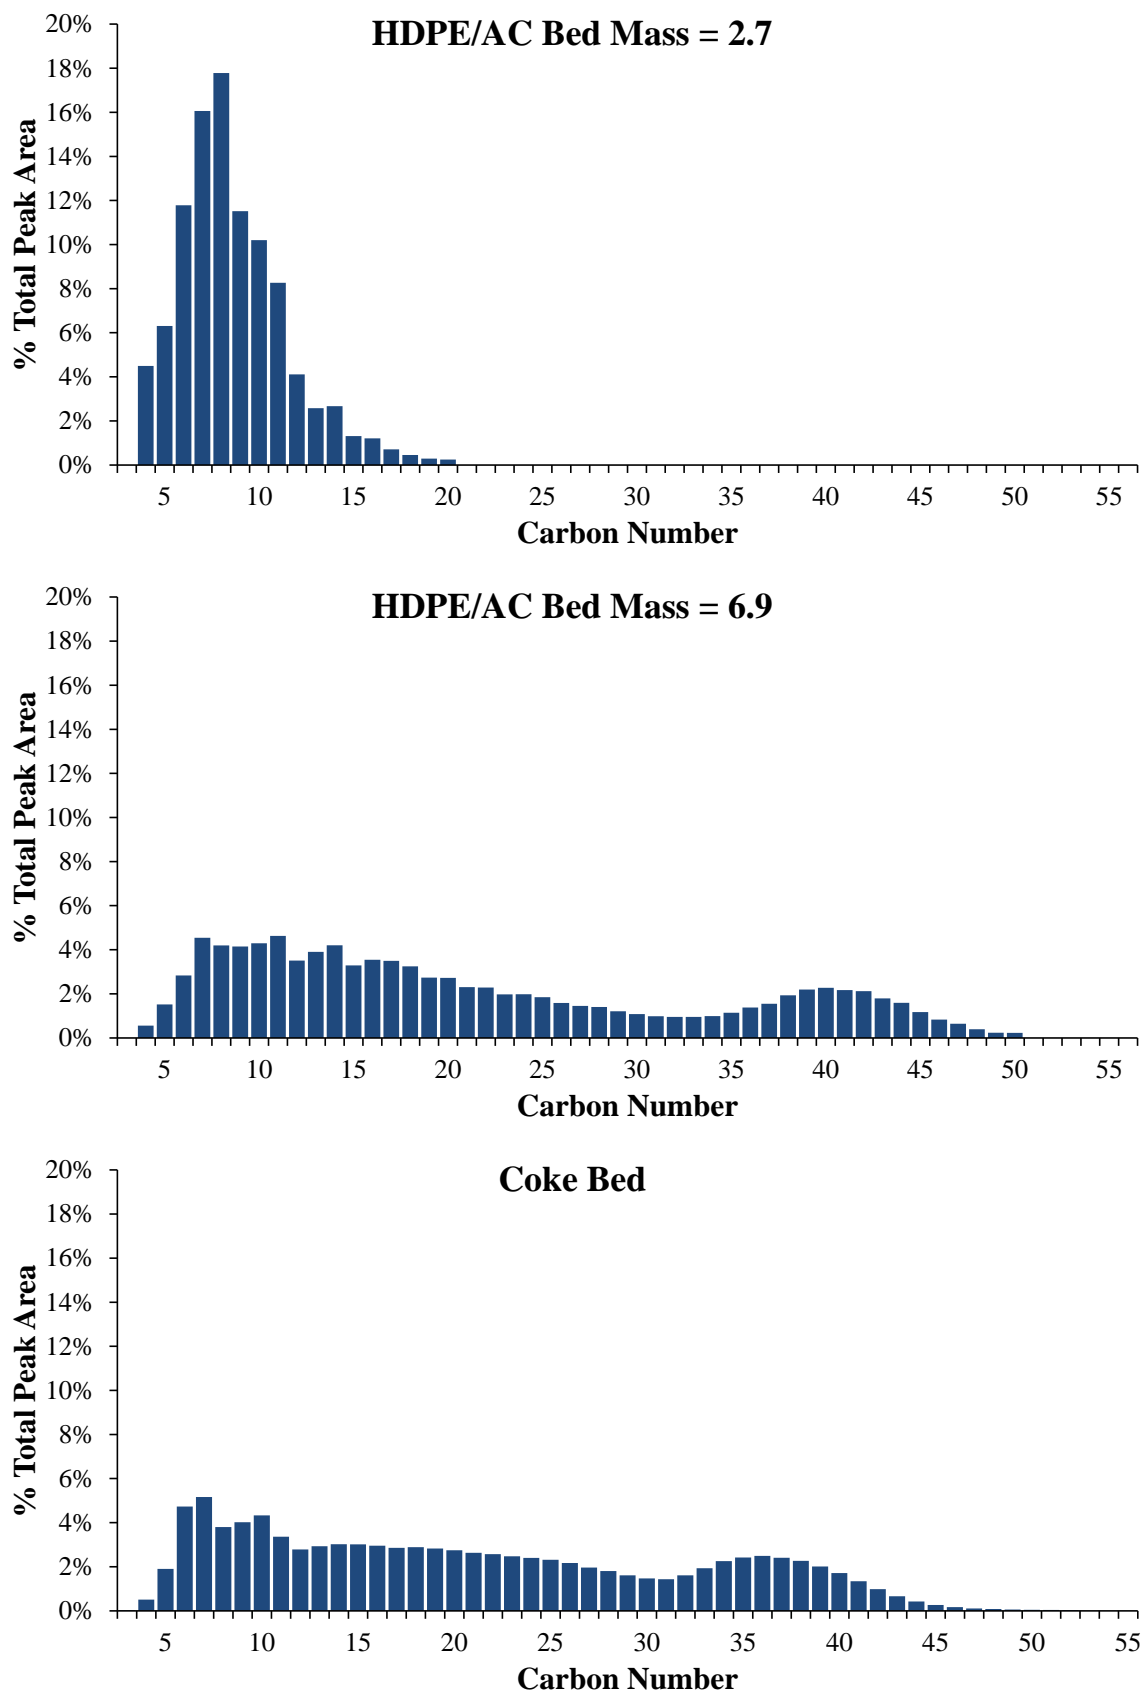 HDPE/AC Bed Mass = 2.7
% Total Peak Area
20%
18%
16%
14%
12%
10%
8%
6%
4%
2%
0%
5 10 15 20 25 30 35 40 45 50 55
Carbon Number
HDPE/AC Bed Mass = 6.9
% Total Peak Area
20%
18%
16%
14%
12%
10%
8%
6%
4%
2%
0%
5 10 15 20 25 30 35 40 45 50 55
Carbon Number
Coke Bed
% Total Peak Area
20%
18%
16%
14%
12%
10%
8%
6%
4%
2%
0%
5 10 15 20 25 30 35 40 45 50 55
Carbon Number